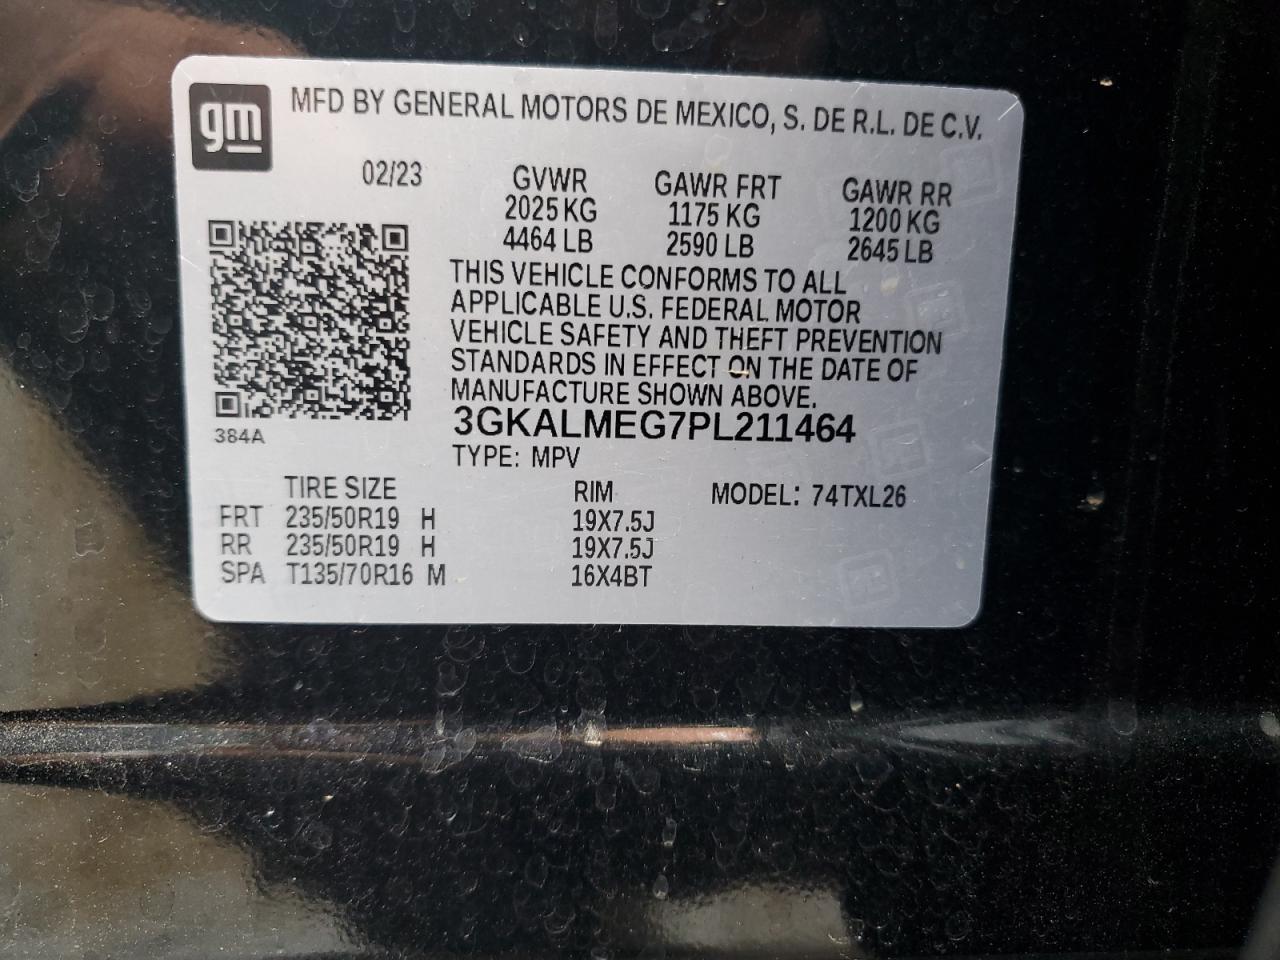 gm
MFD BY GENERAL MOTORS DE MEXICO, S. DE R.L. DE C.V.
02/23 GVWR GAWR FRT GAWR RR
2025 KG 1175 KG 1200 KG
4464 LB 2590 LB 2645 LB
THIS VEHICLE CONFORMS TO ALL
APPLICABLE U.S. FEDERAL MOTOR
VEHICLE SAFETY AND THEFT PREVENTION
STANDARDS IN EFFECT ON THE DATE OF
MANUFACTURE SHOWN ABOVE.
3GKALMEG7PL211464
384A
TYPE: MPV
TIRE SIZE RIM MODEL: 74TXL26
FRT 235/50R19 H 19X7.5J
RR 235/50R19 H 19X7.5J
SPA T135/70R16 M 16X4BT